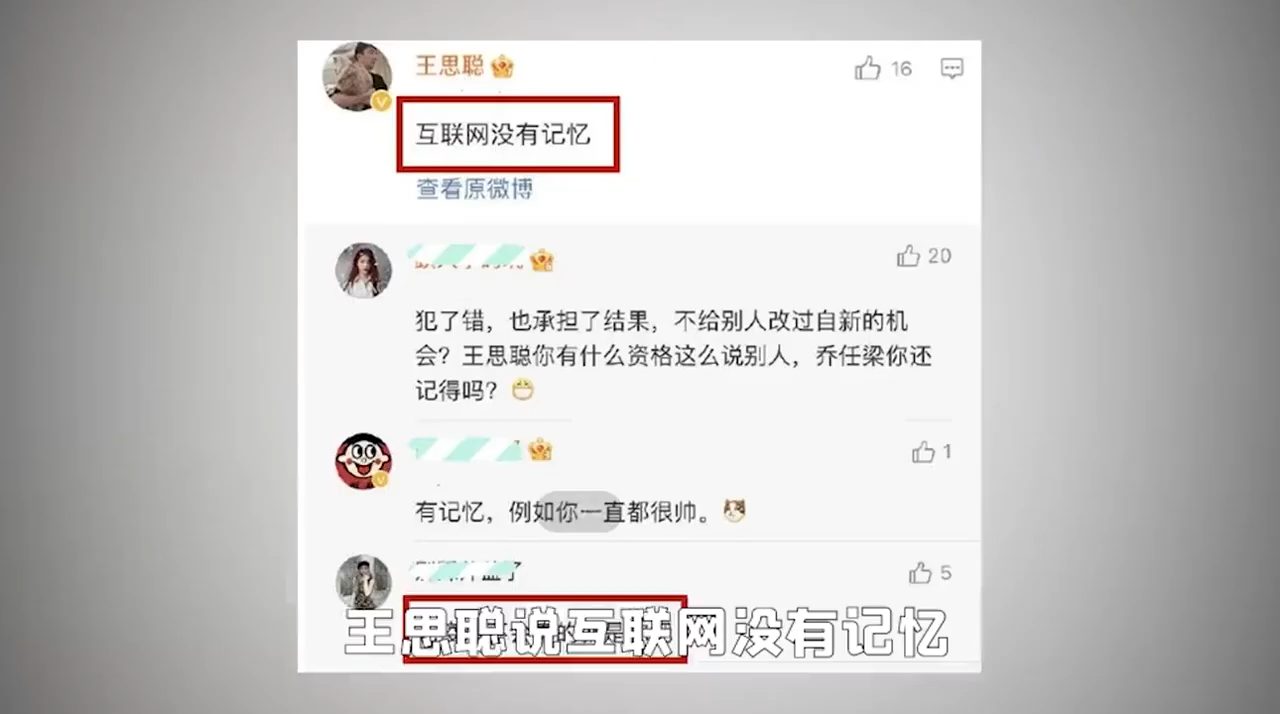 王思聪
16
互联网没有记忆
查看原微博
20
犯了错，也承担了结果，不给别人改过自新的机
会？王思聪你有什么资格这么说别人，乔任梁你还
记得吗？
1
有记忆，例如你一直都很帅。
5
王思聪说互联网没有记忆